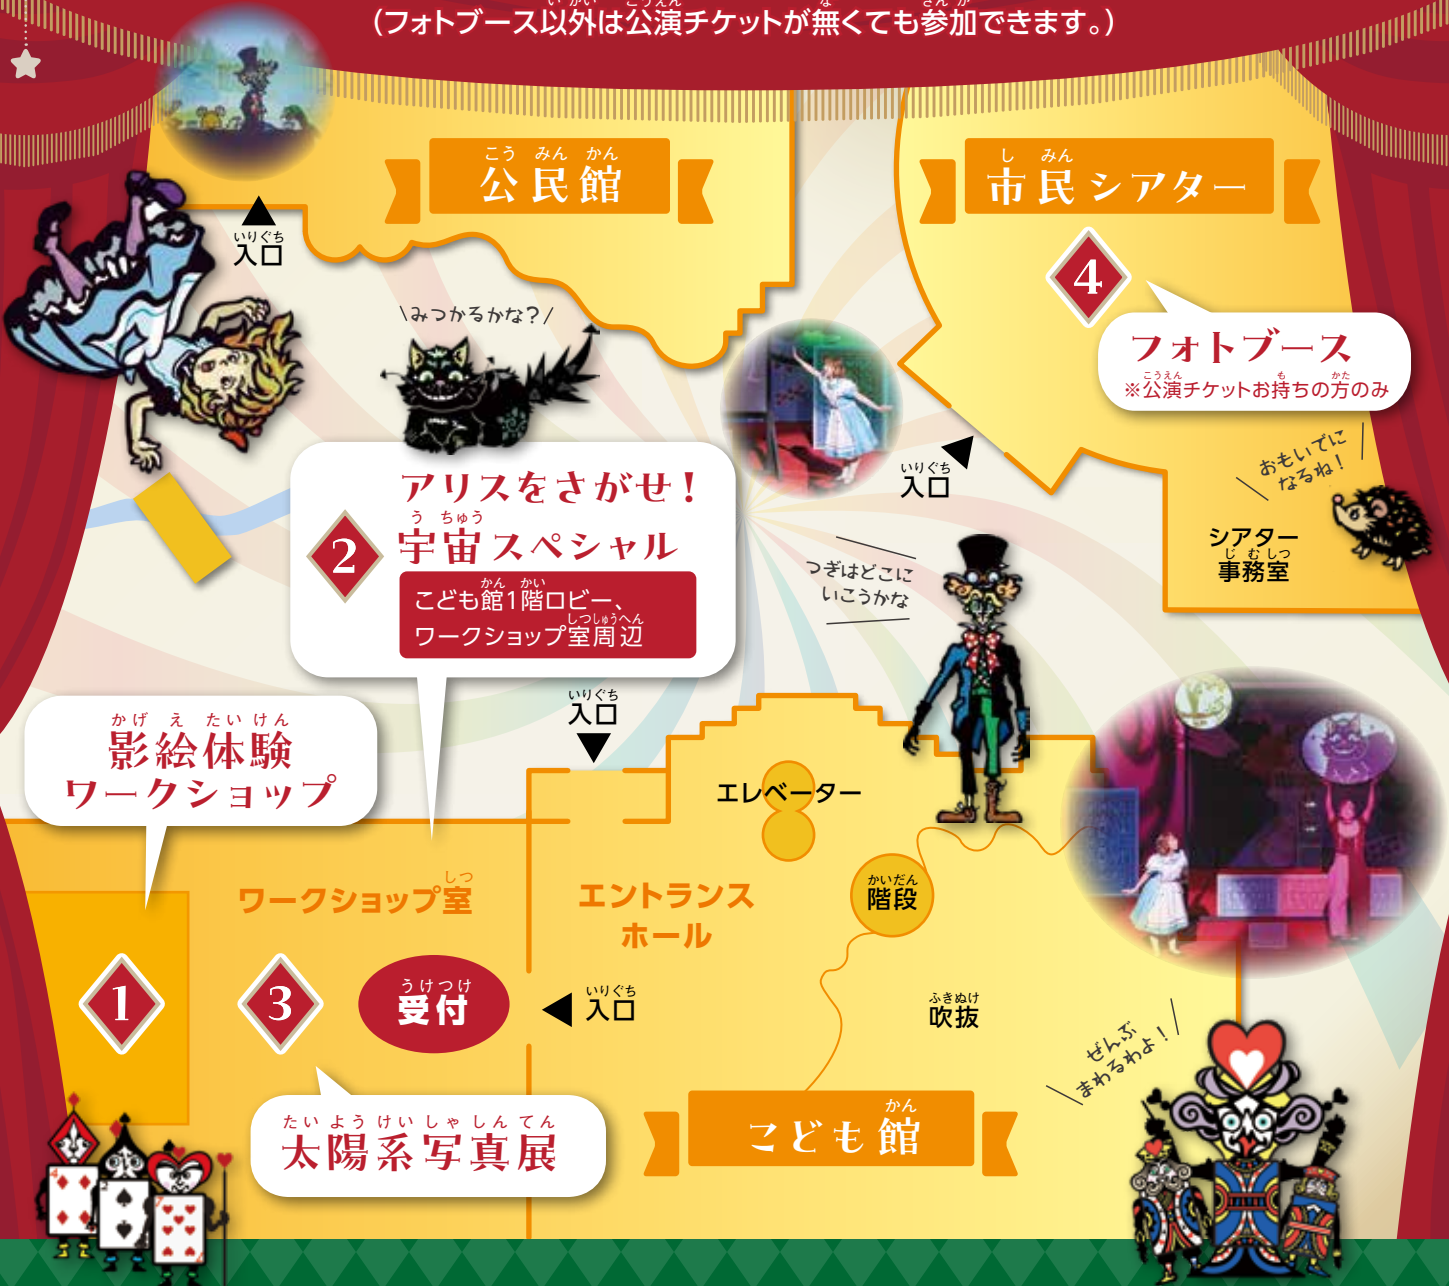 (フォトブース以外は公演チケットが無くても参加できます。)
いがい こうえん な さんか
こうみんかん
公民館
いりぐち
入口
みつかるかな?
しみん
市民シアター
4
フォトブース
こうえん も かた
※公演チケットお持ちの方のみ
いりぐち
入口
おもいでに
なるね!
シアター
じむしつ
事務室
2
アリスをさがせ!
うちゅう
宇宙スペシャル
かん かい
こども館1階ロビー、
しつしゅうへん
ワークショップ室周辺
つぎはどこに
いこうかな
いりぐち
入口
かげえたいけん
影絵体験
ワークショップ
エレベーター
しつ
ワークショップ室
エントランス
ホール
かいだん
階段
1
3
うけつけ
受付
いりぐち
入口
ふきぬけ
吹抜
ぜんぶ
まわるわよ!
たいようけいしゃしんてん
太陽系写真展
かん
こども館